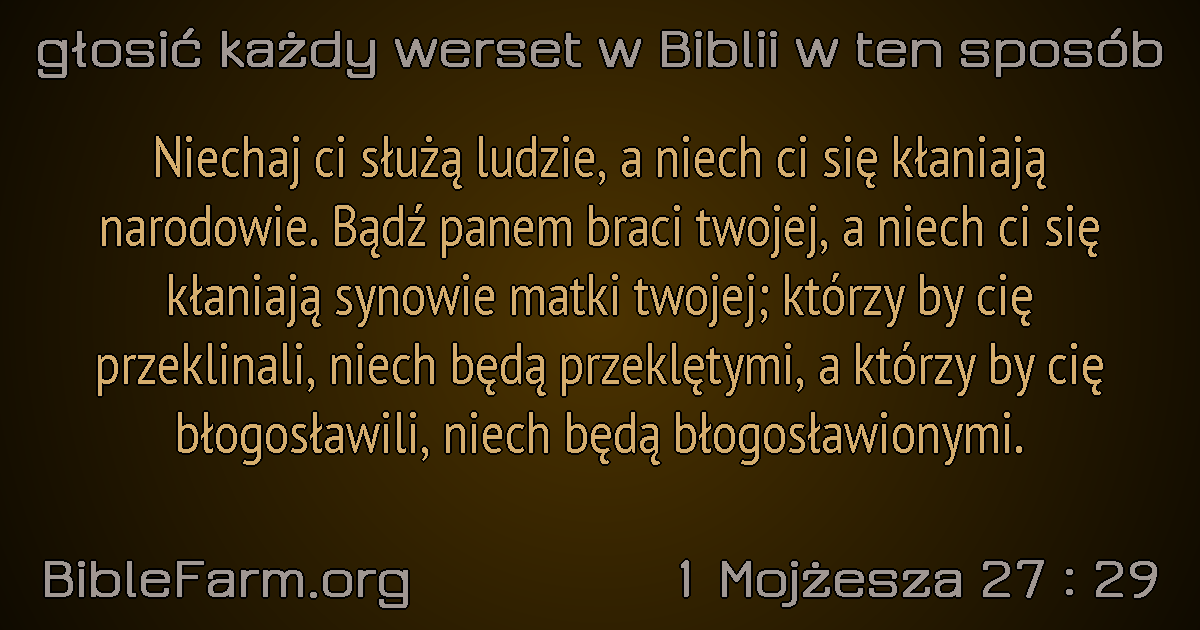 głosić każdy werset w Biblii w ten sposób
Niechaj ci służą ludzie, a niech ci się kłaniają
narodowie. Bądź panem braci twojej, a niech ci się
kłaniają synowie matki twojej; którzy by cię
przeklinali, niech będą przeklętymi, a którzy by cię
błogosławili, niech będą błogosławionymi.
BibleFarm.org
1 Mojżesza 27 : 29